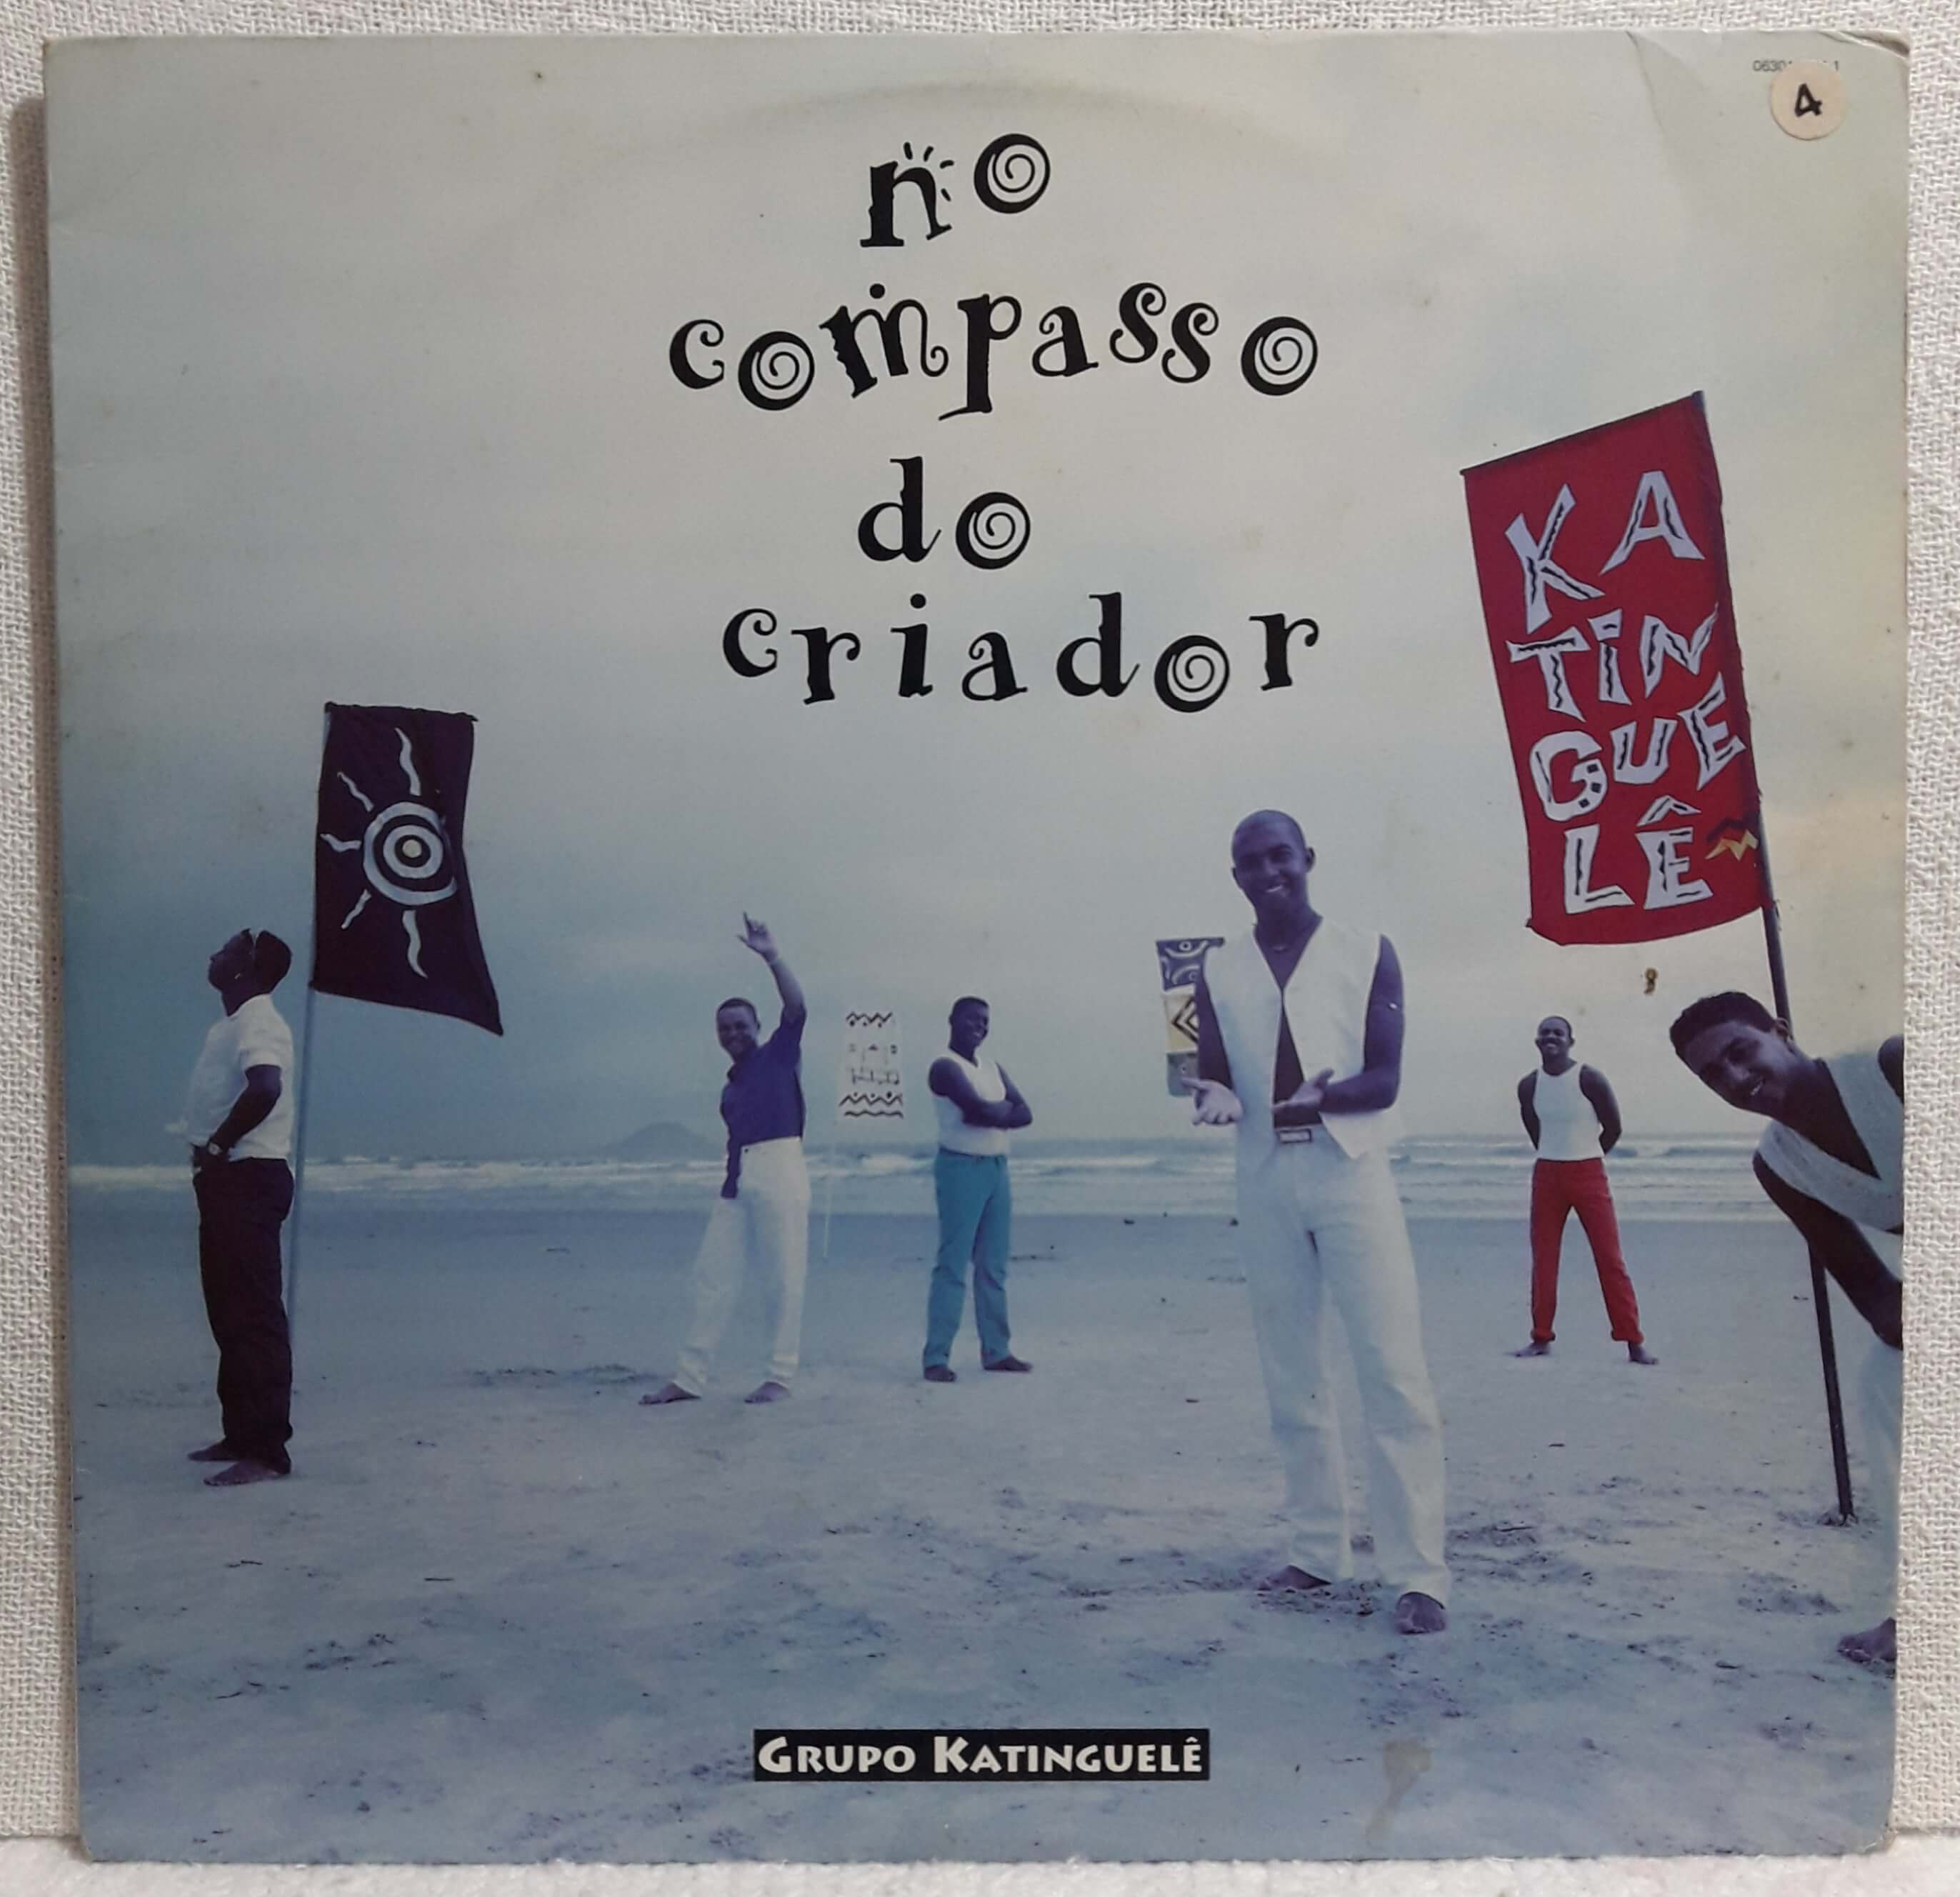 4
no
compasso
do
criador
KA
TiN
GUE
LÊ
GRUPO KATINGUELÊ